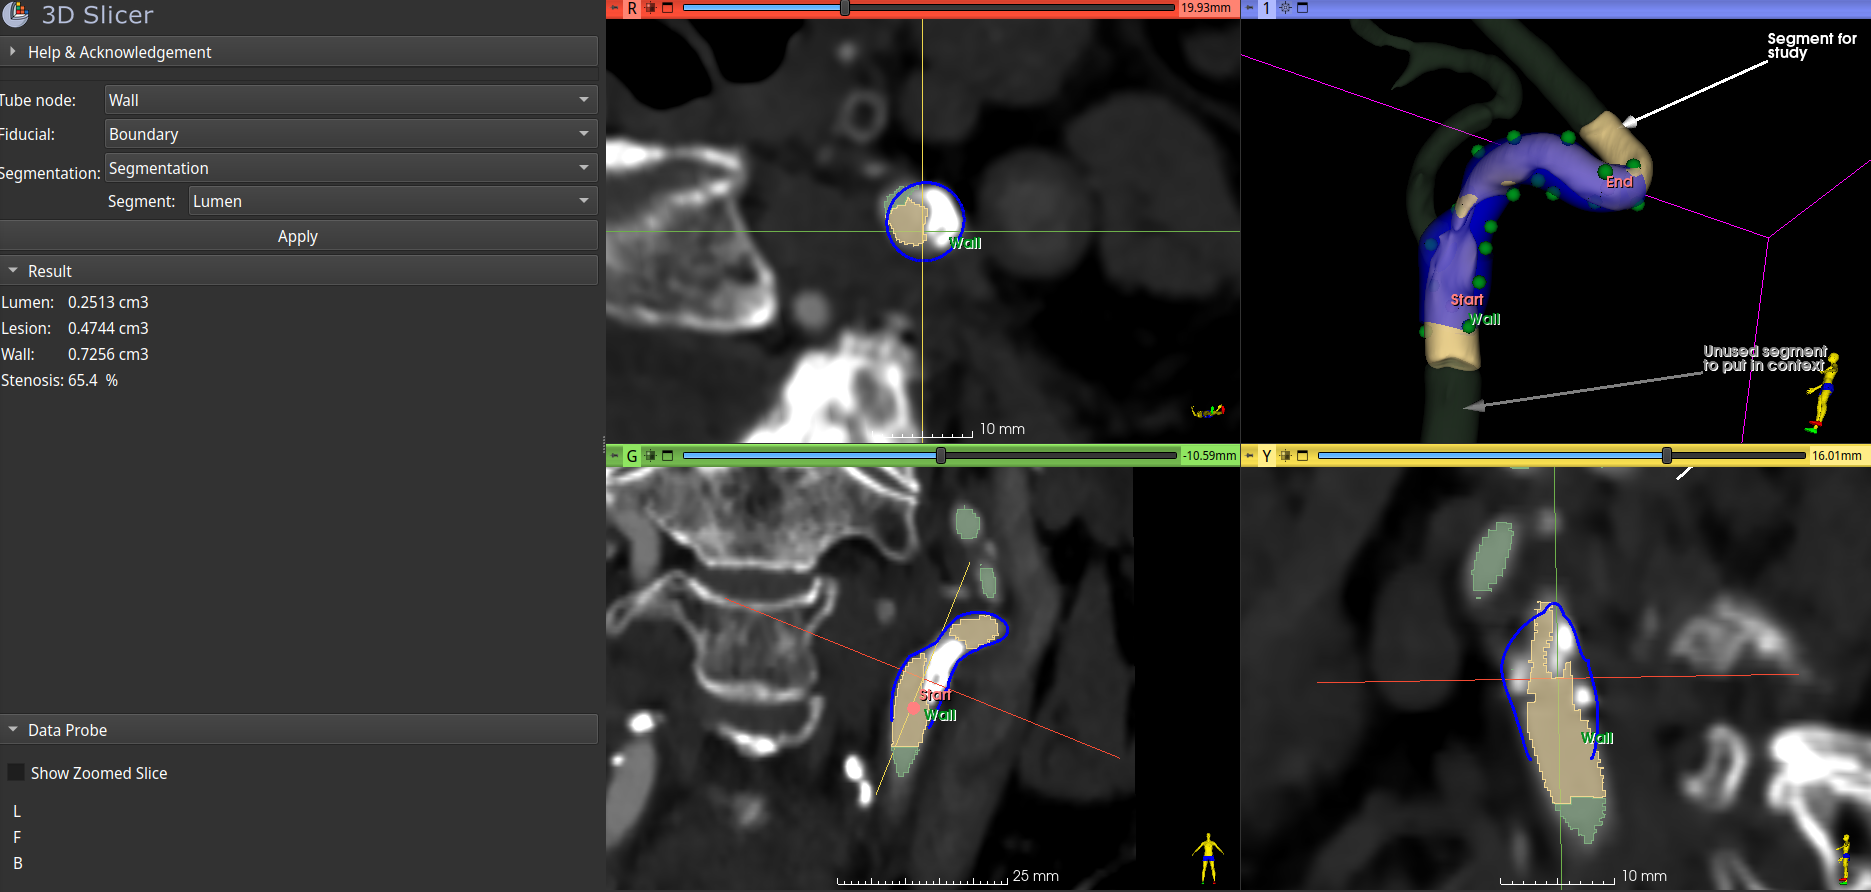 3D Slicer
Help & Acknowledgement
Tube node: Wall
Fiducial: Boundary
Segmentation: Segmentation
Segment: Lumen
Apply
Result
Lumen: 0.2513 cm3
Lesion: 0.4744 cm3
Wall: 0.7256 cm3
Stenosis: 65.4 %
Data Probe
Show Zoomed Slice
L
F
B
R
19.93mm
Wall
10 mm
1
Segment for
study
End
Start
Wall
Unused segment
to put in context
G
-10.59mm
Start
Wall
25 mm
Y
16.01mm
Wall
10 mm